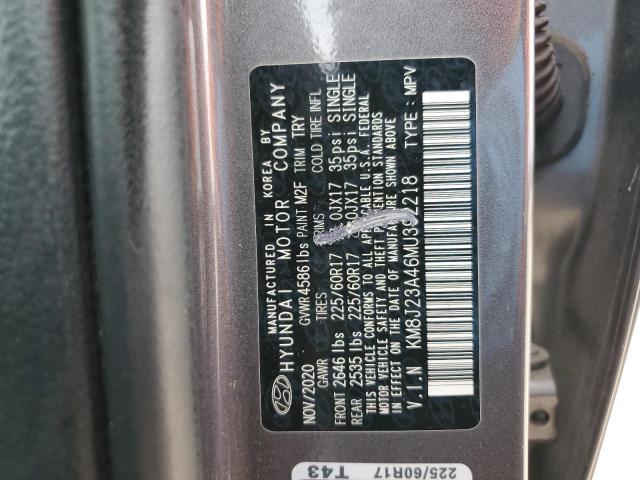 MANUFACTURED IN KOREA BY
HYUNDAI MOTOR COMPANY
NOV/2020 GVWR 4586 lbs PAINT M2F TRIM TRY
GAWR TIRES RIMS COLD TIRE INFL
FRONT 2646 lbs 225/60R17 0JX17 35psi SINGLE
REAR 2535 lbs 225/60R17 0JX17 35 psi SINGLE
THIS VEHICLE CONFORMS TO ALL APPLICABLE U.S.A. FEDERAL
MOTOR VEHICLE SAFETY AND THEFT PREVENTION STANDARDS
IN EFFECT ON THE DATE OF MANUFACTURE SHOWN ABOVE
V.I.N KM8J23A46MU3 2218 TYPE : MPV
225/60R17
T43